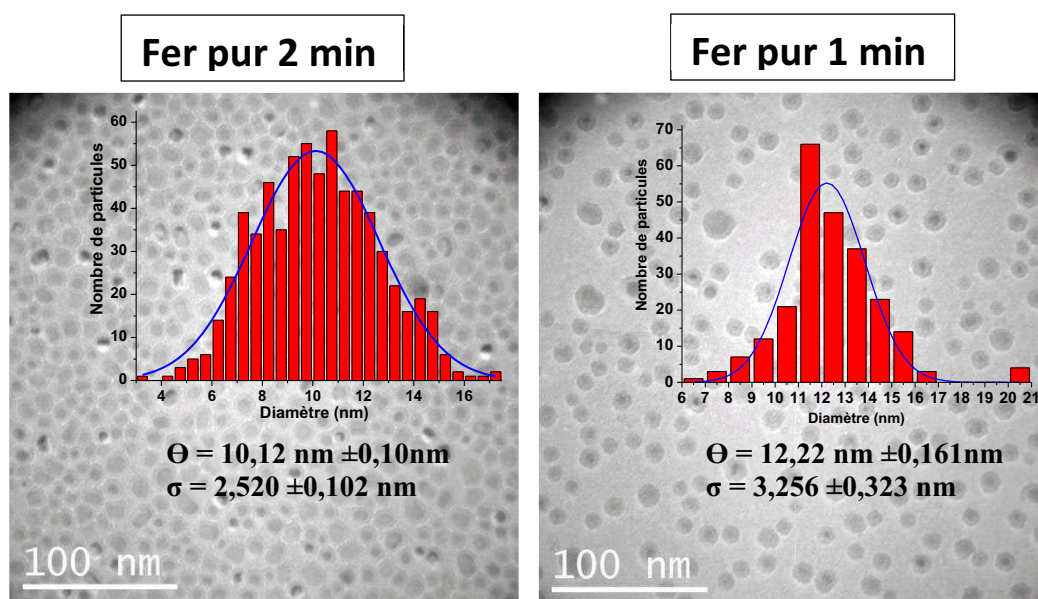 Fer pur 2 min
Fer pur 1 min
Nombre de particules
60
50
40
30
20
10
0
4 6 8 10 12 14 16
Diamètre (nm)
ϴ = 10,12 nm ±0,10nm
σ = 2,520 ±0,102 nm
100 nm
Nombre de particules
70
60
50
40
30
20
10
0
6 7 8 9 10 11 12 13 14 15 16 17 18 19 20 21
Diamètre (nm)
ϴ = 12,22 nm ±0,161nm
σ = 3,256 ±0,323 nm
100 nm